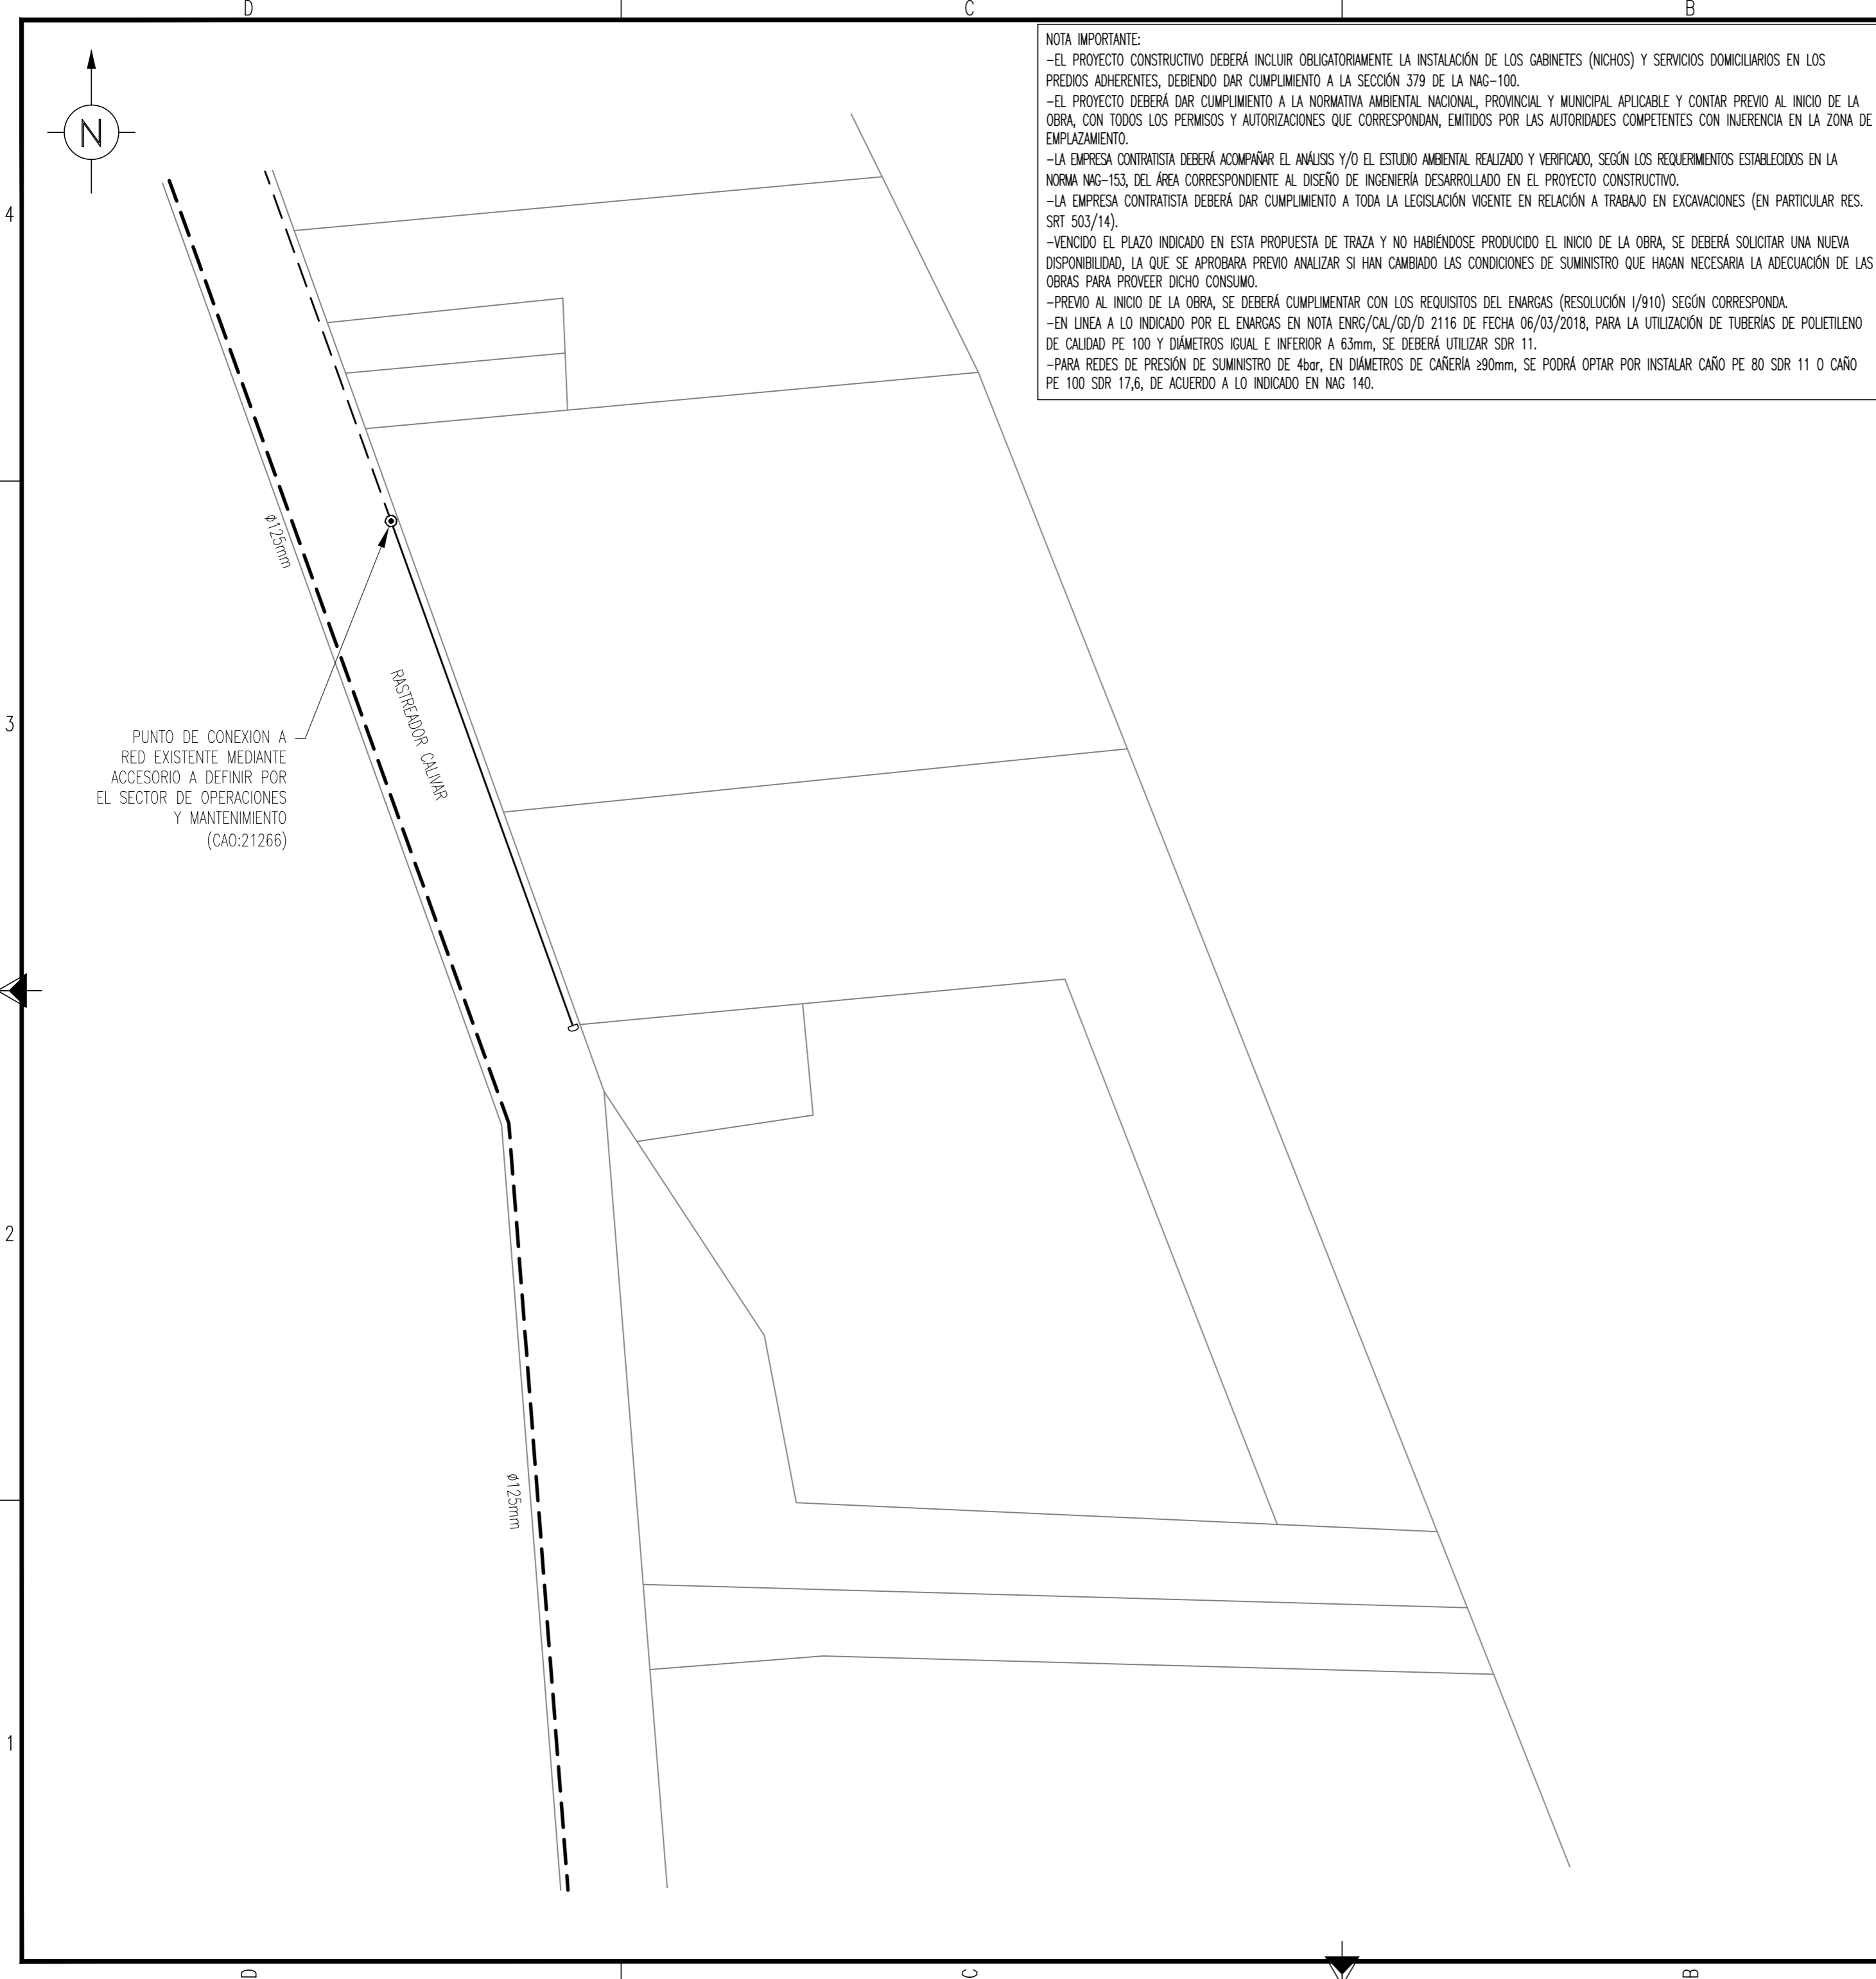 D
C
B
NOTA IMPORTANTE:
-EL PROYECTO CONSTRUCTIVO DEBERÁ INCLUIR OBLIGATORIAMENTE LA INSTALACIÓN DE LOS GABINETES (NICHOS) Y SERVICIOS DOMICILIARIOS EN LOS
PREDIOS ADHERENTES, DEBIENDO DAR CUMPLIMIENTO A LA SECCIÓN 379 DE LA NAG-100.
-EL PROYECTO DEBERÁ DAR CUMPLIMIENTO A LA NORMATIVA AMBIENTAL NACIONAL, PROVINCIAL Y MUNICIPAL APLICABLE Y CONTAR PREVIO AL INICIO DE LA
OBRA, CON TODOS LOS PERMISOS Y AUTORIZACIONES QUE CORRESPONDAN, EMITIDOS POR LAS AUTORIDADES COMPETENTES CON INJERENCIA EN LA ZONA DE
EMPLAZAMIENTO.
-LA EMPRESA CONTRATISTA DEBERÁ ACOMPAÑAR EL ANÁLISIS Y/O EL ESTUDIO AMBIENTAL REALIZADO Y VERIFICADO, SEGÚN LOS REQUERIMIENTOS ESTABLECIDOS EN LA
NORMA NAG-153, DEL ÁREA CORRESPONDIENTE AL DISEÑO DE INGENIERÍA DESARROLLADO EN EL PROYECTO CONSTRUCTIVO.
-LA EMPRESA CONTRATISTA DEBERÁ DAR CUMPLIMIENTO A TODA LA LEGISLACIÓN VIGENTE EN RELACIÓN A TRABAJO EN EXCAVACIONES (EN PARTICULAR RES.
SRT 503/14).
-VENCIDO EL PLAZO INDICADO EN ESTA PROPUESTA DE TRAZA Y NO HABIÉNDOSE PRODUCIDO EL INICIO DE LA OBRA, SE DEBERÁ SOLICITAR UNA NUEVA
DISPONIBILIDAD, LA QUE SE APROBARA PREVIO ANALIZAR SI HAN CAMBIADO LAS CONDICIONES DE SUMINISTRO QUE HAGAN NECESARIA LA ADECUACIÓN DE LAS
OBRAS PARA PROVEER DICHO CONSUMO.
-PREVIO AL INICIO DE LA OBRA, SE DEBERÁ CUMPLIMENTAR CON LOS REQUISITOS DEL ENARGAS (RESOLUCIÓN I/910) SEGÚN CORRESPONDA.
-EN LINEA A LO INDICADO POR EL ENARGAS EN NOTA ENRG/CAL/GD/D 2116 DE FECHA 06/03/2018, PARA LA UTILIZACIÓN DE TUBERÍAS DE POLIETILENO
DE CALIDAD PE 100 Y DIÁMETROS IGUAL E INFERIOR A 63mm, SE DEBERÁ UTILIZAR SDR 11.
-PARA REDES DE PRESIÓN DE SUMINISTRO DE 4bar, EN DIÁMETROS DE CAÑERÍA ≥90mm, SE PODRÁ OPTAR POR INSTALAR CAÑO PE 80 SDR 11 O CAÑO
PE 100 SDR 17,6, DE ACUERDO A LO INDICADO EN NAG 140.
N
4
ø125mm
RASTREADOR CALIVAR
3
PUNTO DE CONEXION A
RED EXISTENTE MEDIANTE
ACCESORIO A DEFINIR POR
EL SECTOR DE OPERACIONES
Y MANTENIMIENTO
(CAO:21266)
2
ø125mm
1
D
C
B